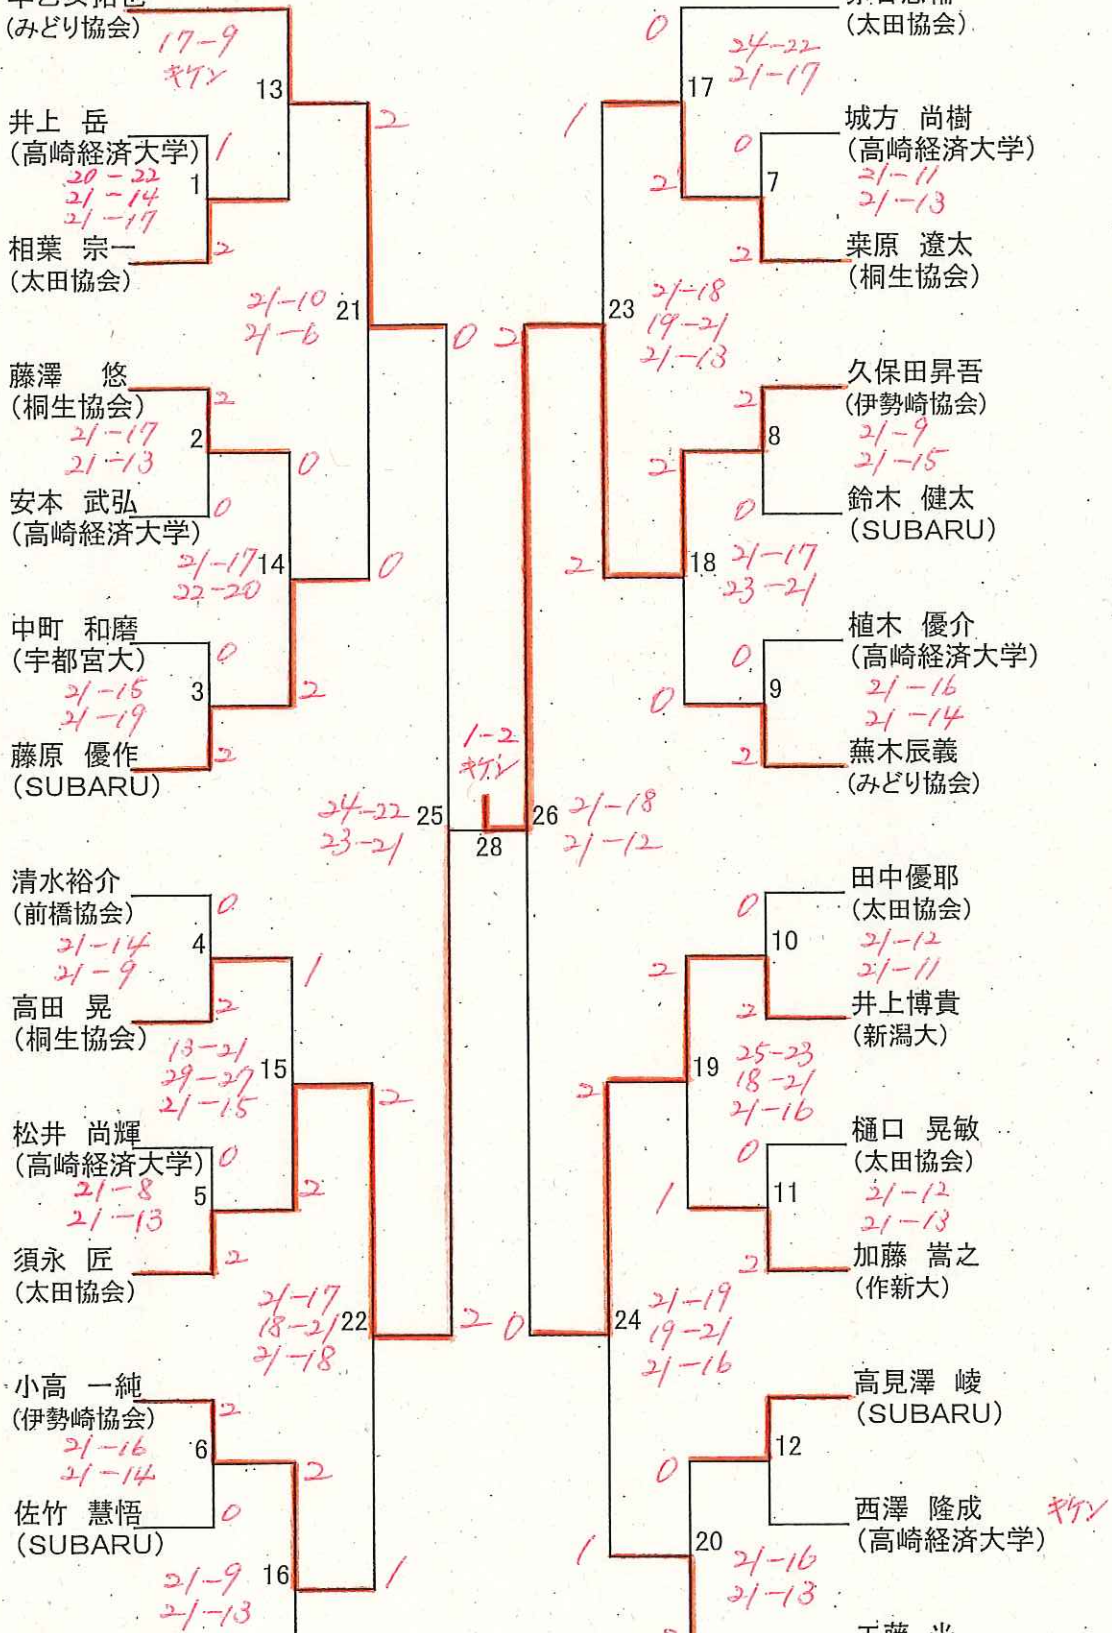 (みどり協会)
17-9
キケン
13
2
井上 岳
(高崎経済大学)
1
20-22
21-14
21-17
1
相葉 宗一
2
(太田協会)
21-10
21-6
21
0
藤澤 悠
(桐生協会)
2
21-17
21-13
2
0
安本 武弘
0
(高崎経済大学)
21-17
22-20
14
0
中町 和磨
(宇都宮大)
0
21-15
21-19
3
2
藤原 優作
2
(SUBARU)
24-22
23-21
25
清水裕介
(前橋協会)
0
21-14
21-9
4
1
高田 晃
2
(桐生協会)
13-21
29-27
21-15
15
2
松井 尚輝
(高崎経済大学)
0
21-8
21-13
5
2
須永 匠
2
(太田協会)
21-17
18-21
21-18
22
2
小高 一純
(伊勢崎協会)
2
21-16
21-14
6
2
佐竹 慧悟
0
(SUBARU)
21-9
21-13
16
1
1-2
キケン
28
0
(太田協会)
24-22
21-17
17
1
城方 尚樹
(高崎経済大学)
0
21-11
21-13
7
2
桒原 遼太
(桐生協会)
2
21-18
19-21
21-13
23
2
久保田昇吾
(伊勢崎協会)
2
21-9
21-15
8
2
鈴木 健太
(SUBARU)
0
18
21-17
23-21
2
植木 優介
(高崎経済大学)
0
21-16
21-14
9
0
蕪木辰義
(みどり協会)
2
26
21-18
21-12
田中優耶
(太田協会)
0
21-12
21-11
10
2
井上博貴
(新潟大)
2
19
25-23
18-21
21-16
2
樋口 晃敏
(太田協会)
0
21-12
21-13
11
1
加藤 嵩之
(作新大)
2
0
24
21-19
19-21
21-16
高見澤 崚
(SUBARU)
12
0
西澤 隆成
キケン
(高崎経済大学)
20
21-16
21-13
1